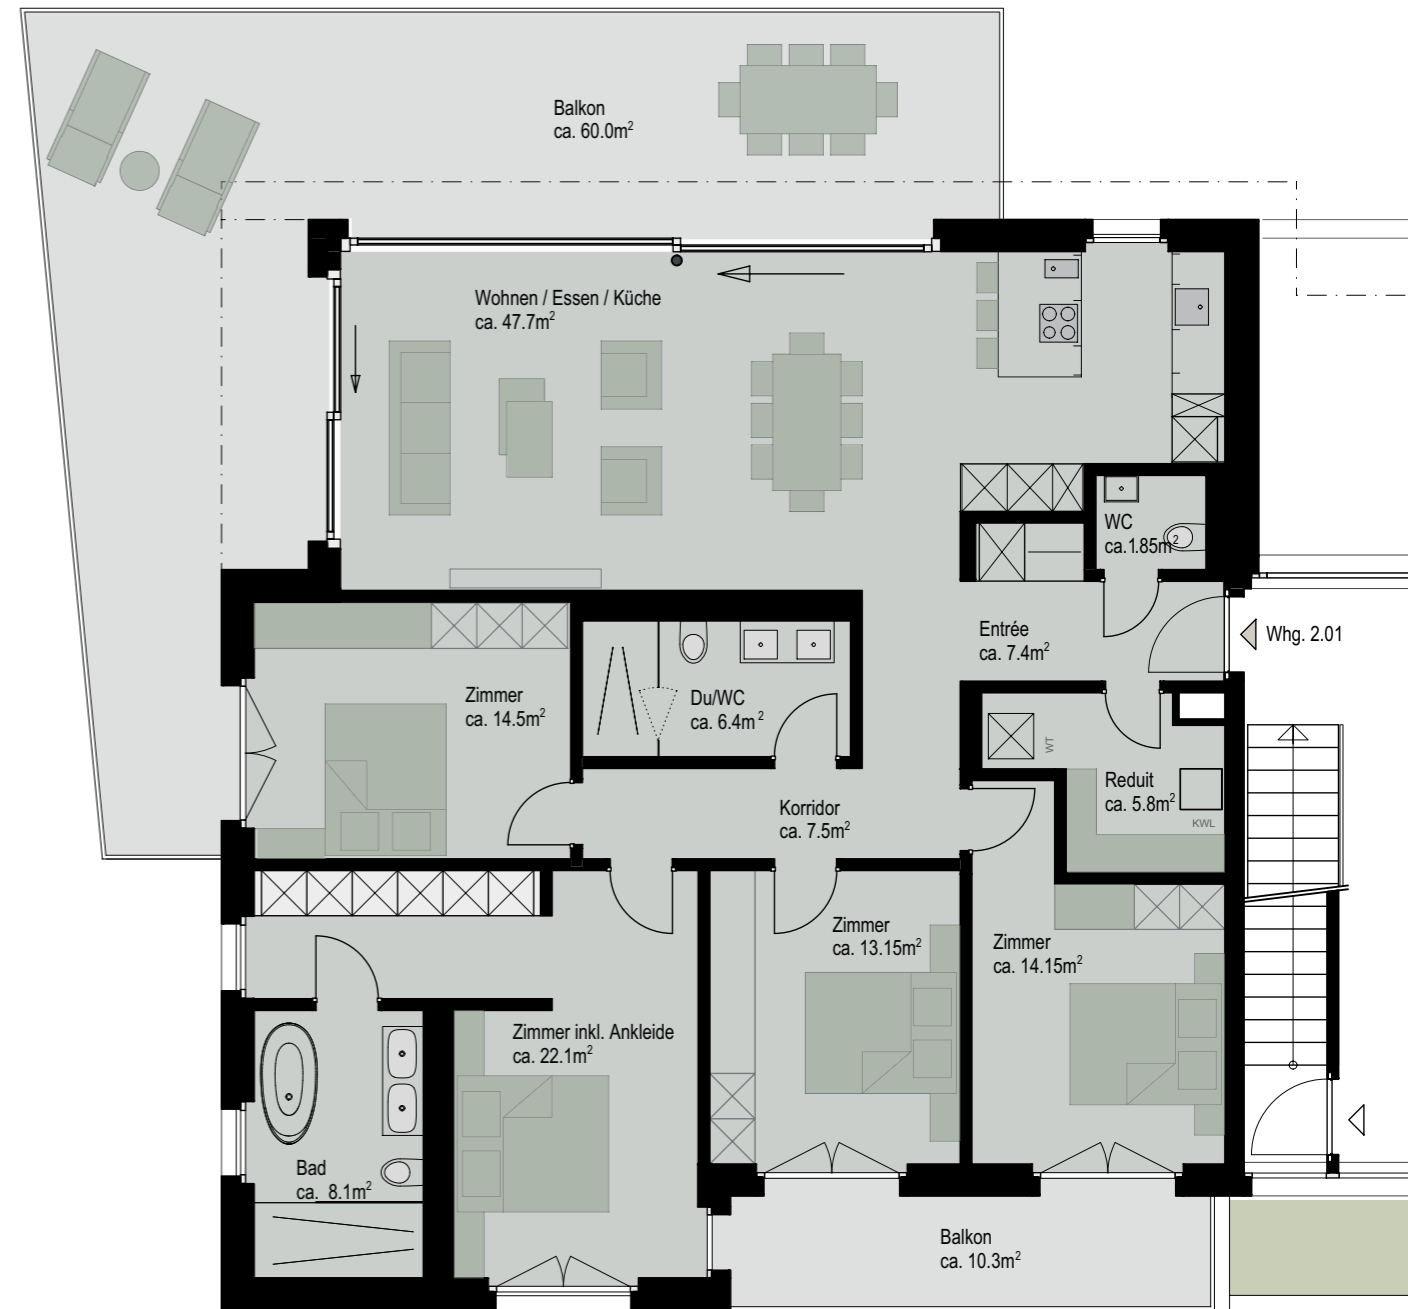 Balkon
ca. 60.0m²
Wohnen / Essen / Küche
ca. 47.7m²
WC
ca.1.85m²
Entrée
ca. 7.4m²
Whg. 2.01
Zimmer
ca. 14.5m²
Du/WC
ca. 6.4m²
WT
Reduit
ca. 5.8m²
KWL
Korridor
ca. 7.5m²
Zimmer
ca. 13.15m²
Zimmer
ca. 14.15m²
Zimmer inkl. Ankleide
ca. 22.1m²
Bad
ca. 8.1m²
Balkon
ca. 10.3m²